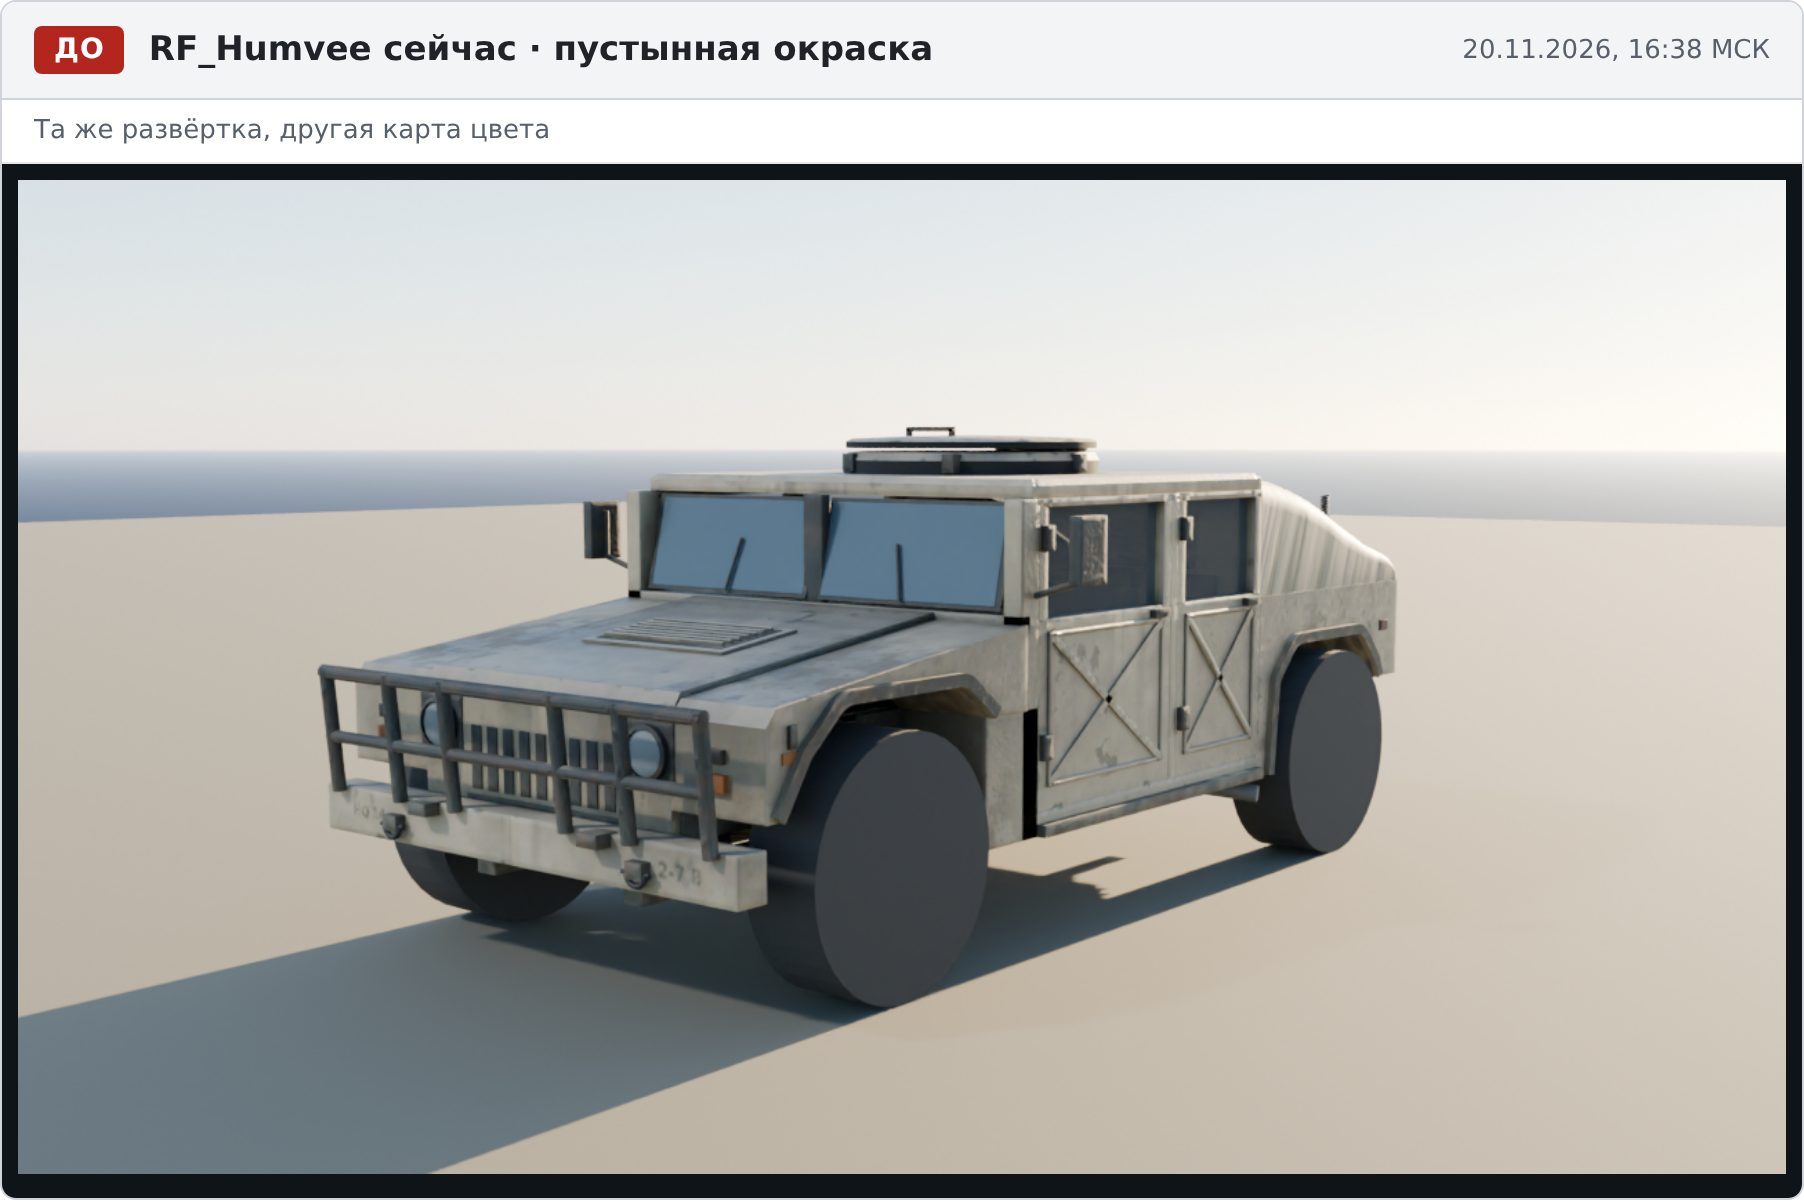 ДО
RF_Humvee сейчас · пустынная окраска
20.11.2026, 16:38 МСК
Та же развёртка, другая карта цвета